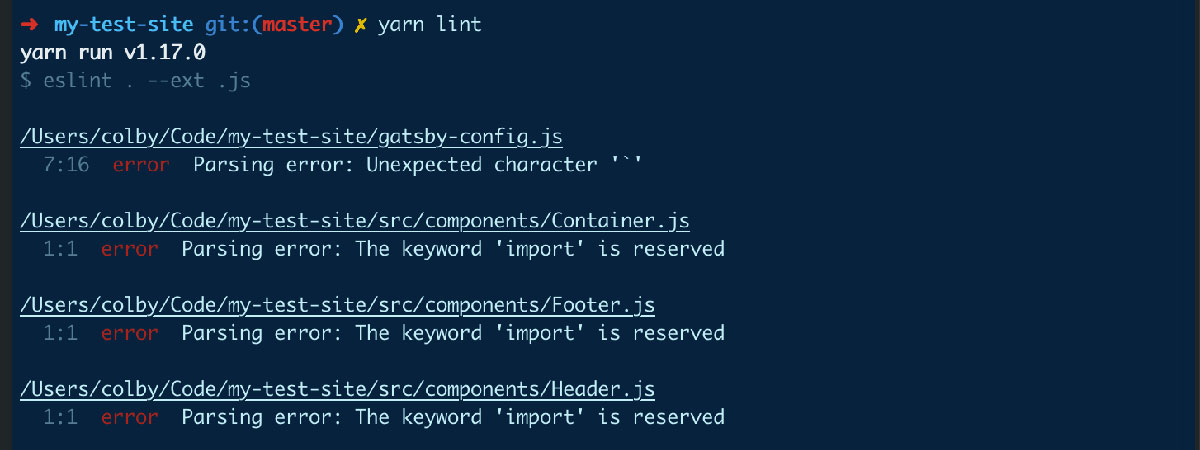 ➜ my-test-site git:(master) ✗ yarn lint
yarn run v1.17.0
$ eslint . --ext .js
/Users/colby/Code/my-test-site/gatsby-config.js
7:16 error Parsing error: Unexpected character '`'
/Users/colby/Code/my-test-site/src/components/Container.js
1:1 error Parsing error: The keyword 'import' is reserved
/Users/colby/Code/my-test-site/src/components/Footer.js
1:1 error Parsing error: The keyword 'import' is reserved
/Users/colby/Code/my-test-site/src/components/Header.js
1:1 error Parsing error: The keyword 'import' is reserved